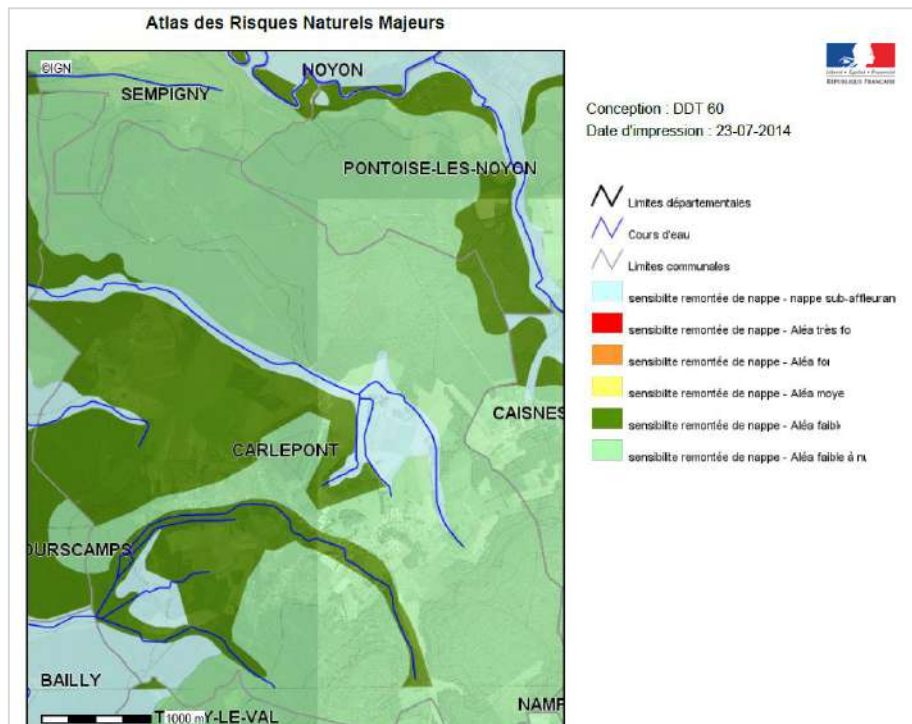 Atlas des Risques Naturels Majeurs
©IGN
NOYON
SEMPIGNY
PONTOISE-LES-NOYON
CAISNES
CARLEPONT
OURSCAMPS
BAILLY
1000 m
Y-LE-VAL
NAMP
RÉPUBLIQUE FRANÇAISE
Conception : DDT 60
Date d'impression : 23-07-2014
Limites départementales
Cours d'eau
Limites communales
sensibilite remontée de nappe - nappe sub-affleuran
sensibilite remontée de nappe - Aléa très fo
sensibilite remontée de nappe - Aléa for
sensibilite remontée de nappe - Aléa moye
sensibilite remontée de nappe - Aléa faibl
sensibilite remontée de nappe - Aléa faible à nu